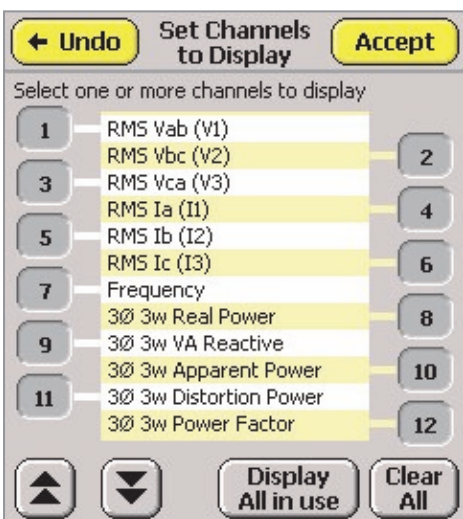 ← Undo
Set Channels
to Display
Accept
Select one or more channels to display
1 RMS Vab (V1)
RMS Vbc (V2) 2
3 RMS Vca (V3)
RMS Ia (I1) 4
5 RMS Ib (I2)
RMS Ic (I3) 6
7 Frequency
3Ø 3w Real Power 8
9 3Ø 3w VA Reactive
3Ø 3w Apparent Power 10
11 3Ø 3w Distortion Power
3Ø 3w Power Factor 12
Display
All in use
Clear
All